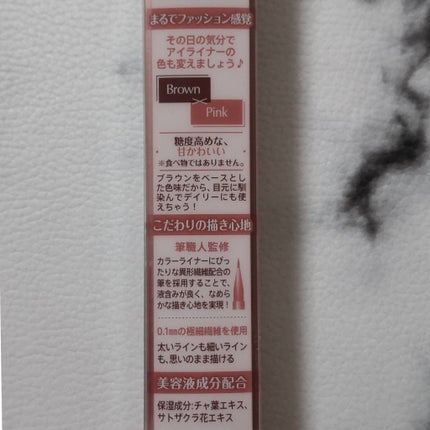 まるでファッション感覚
その日の気分で
アイライナーの
色も変えましょう♪
Brown
×
Pink
糖度高めな、
甘かわいい
※食べ物ではありません。
ブラウンをベースとし
た色味だから、目元に馴
染んでデイリーにも使
えちゃう!
こだわりの描き心地
筆職人監修
カラーライナーにぴっ
たりな異形繊維配合の
筆を採用することで、
液含みが良く、なめら
かな描き心地を実現!
0.1mmの極細繊維を使用
太いラインも細いライン
も、思いのまま描ける
美容液成分配合
保湿成分:チャ葉エキス、
サトザクラ花エキス